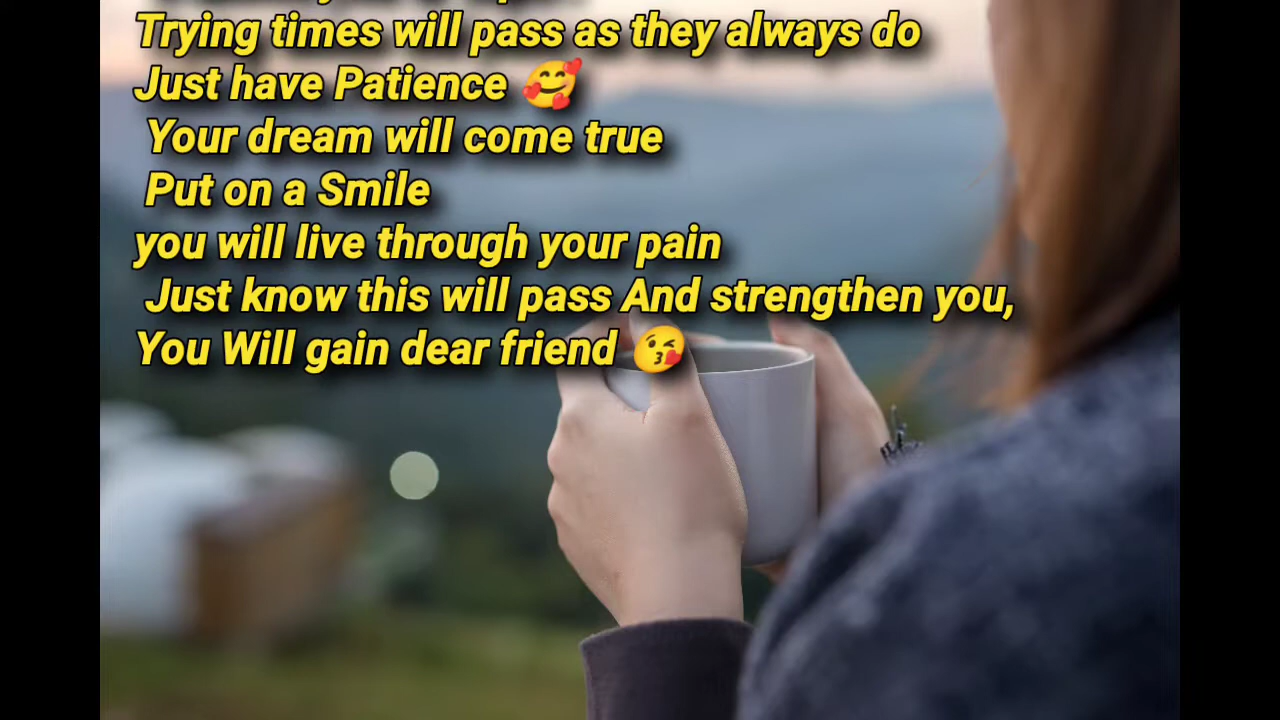 Trying times will pass as they always do
Just have Patience 🥰
Your dream will come true
Put on a Smile
you will live through your pain
Just know this will pass And strengthen you,
You Will gain dear friend 😘